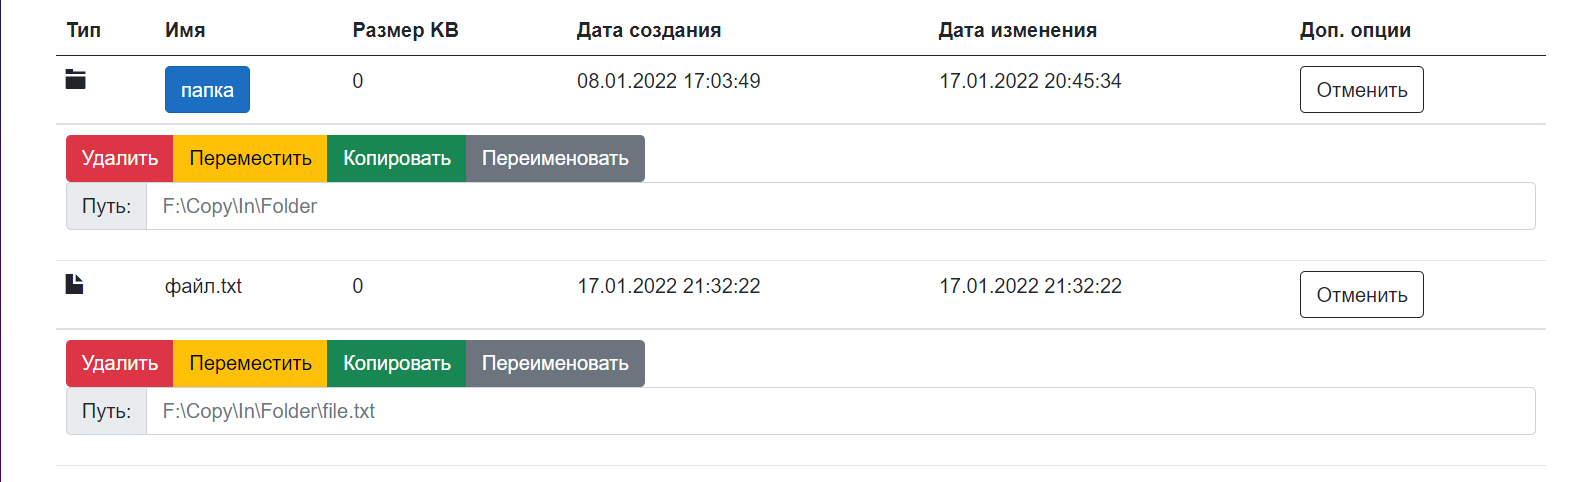 Тип Имя Размер KB Дата создания Дата изменения Доп. опции
папка 0 08.01.2022 17:03:49 17.01.2022 20:45:34 Отменить
Удалить Переместить Копировать Переименовать
Путь: F:\Copy\In\Folder
файл.txt 0 17.01.2022 21:32:22 17.01.2022 21:32:22 Отменить
Удалить Переместить Копировать Переименовать
Путь: F:\Copy\In\Folder\file.txt